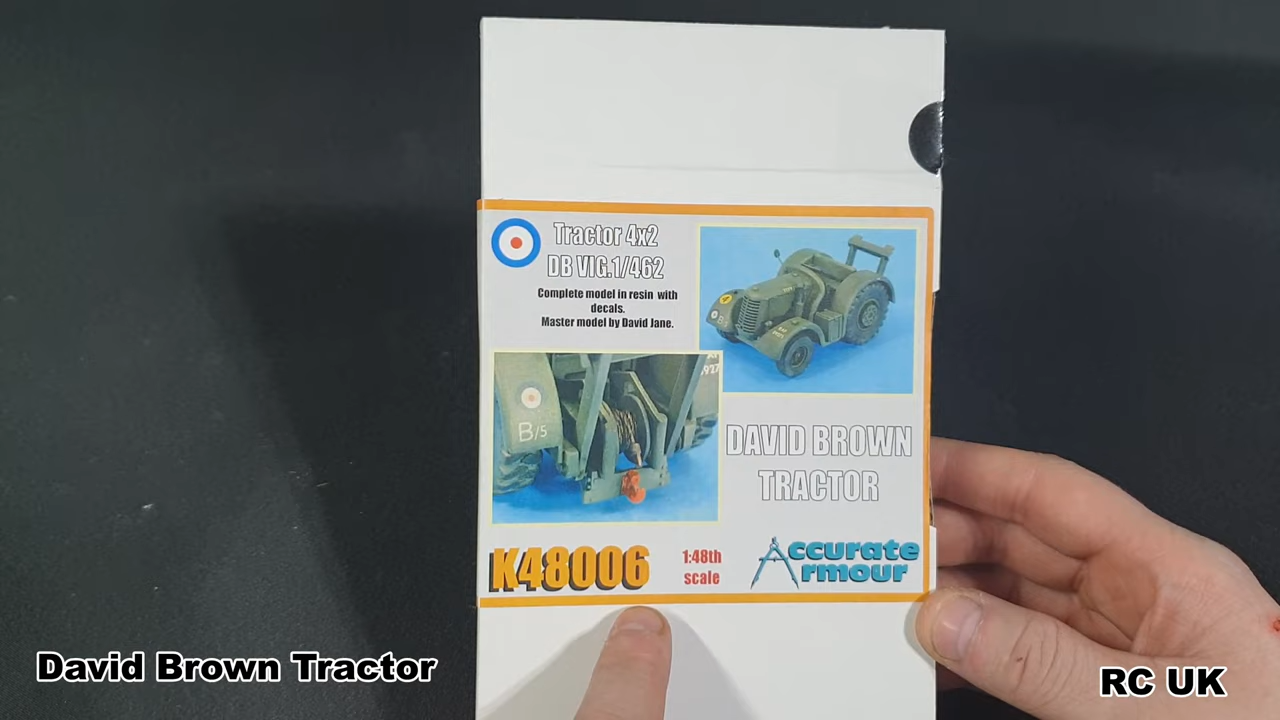 Tractor 4x2
DB VIG.1/462
Complete model in resin with
decals.
Master model by David Jane.
B/5
DAVID BROWN
TRACTOR
K48006
1:48th
scale
Accurate
Armour
David Brown Tractor
RC UK